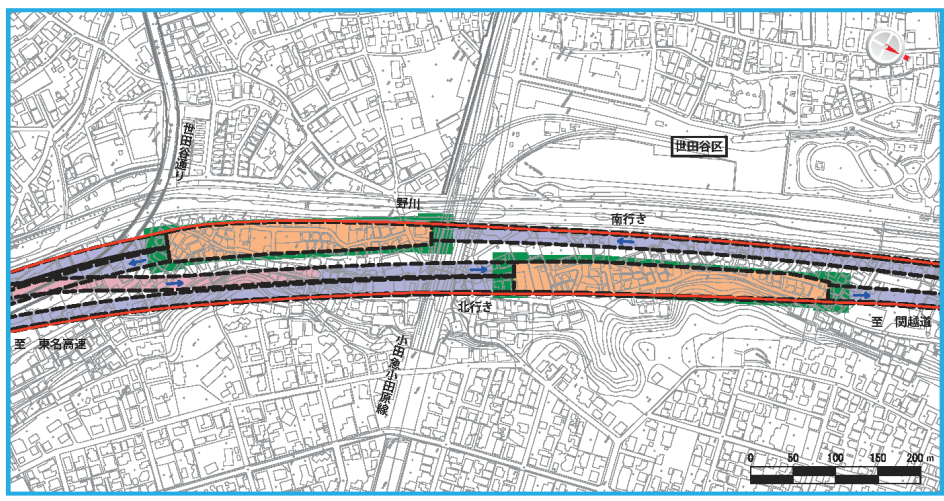 世田谷通り
世田谷区
野川
南行き
北行き
至 関越道
至 東名高速
小田急小田原線
0 50 100 150 200 m